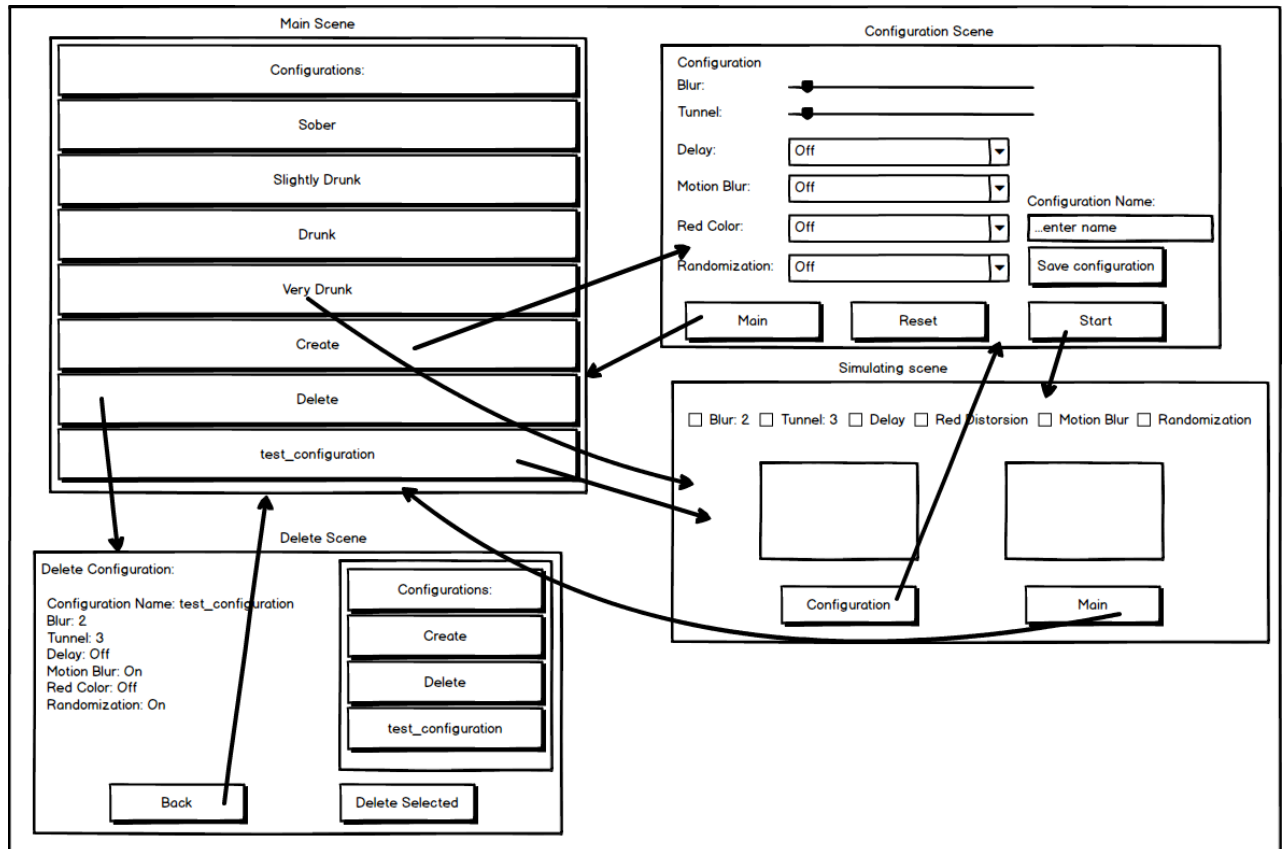 Main Scene
Configurations:
Sober
Slightly Drunk
Drunk
Very Drunk
Create
Delete
test_configuration
Configuration Scene
Configuration
Blur:
Tunnel:
Delay: Off
Motion Blur: Off
Red Color: Off
Randomization: Off
Configuration Name:
...enter name
Save configuration
Main Reset Start
Simulating scene
Blur: 2 Tunnel: 3 Delay Red Distorsion Motion Blur Randomization
Configuration Main
Delete Scene
Delete Configuration:
Configuration Name: test_configuration
Blur: 2
Tunnel: 3
Delay: Off
Motion Blur: On
Red Color: Off
Randomization: On
Configurations:
Create
Delete
test_configuration
Back Delete Selected